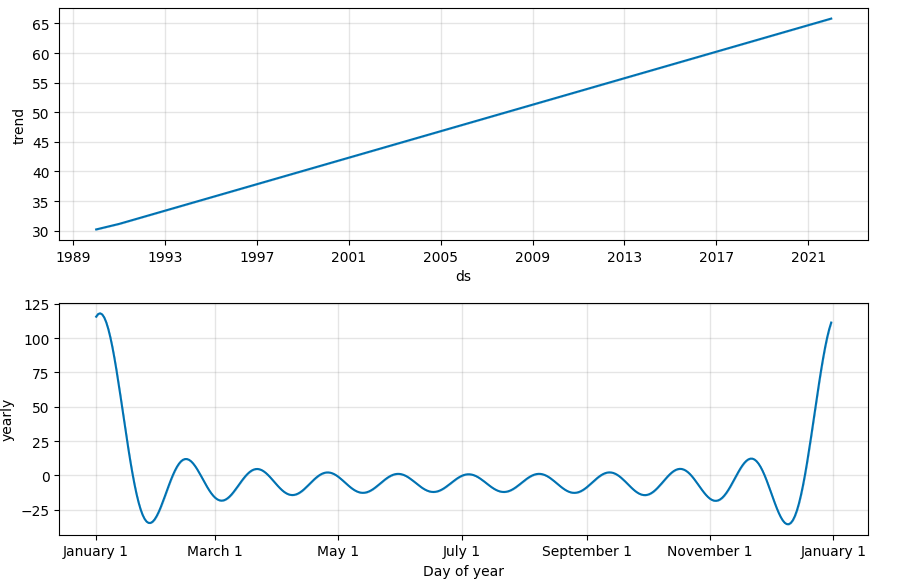 65
60
55
50
45
40
35
30
trend
1989 1993 1997 2001 2005 2009 2013 2017 2021
ds
125
100
75
50
25
0
−25
yearly
January 1 March 1 May 1 July 1 September 1 November 1 January 1
Day of year